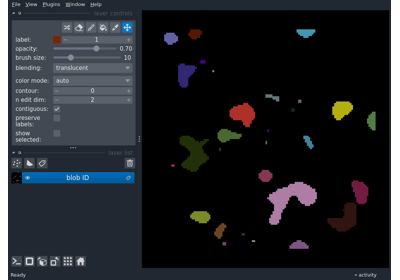 File View Plugins Window Help
layer controls
label: 1
opacity: 0.70
brush size: 10
blending: translucent
color mode: auto
contour: 0
n edit dim: 2
contiguous:
preserve
labels:
show
selected:
layer list
blob ID
Ready
activity